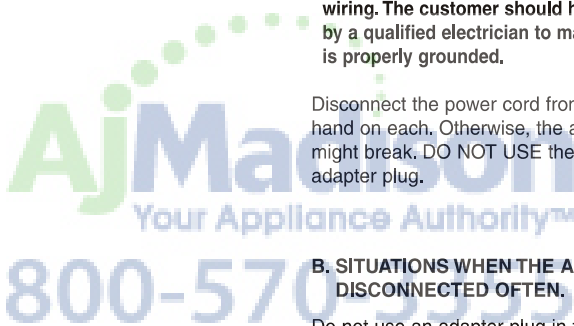 wiring. The customer should h
by a qualified electrician to ma
is properly grounded.
Disconnect the power cord from
hand on each. Otherwise, the a
might break. DO NOT USE the
adapter plug.
B. SITUATIONS WHEN THE A
DISCONNECTED OFTEN.
Do not use an adapter plug in
AjMadison
Your Appliance Authority™
800-570-